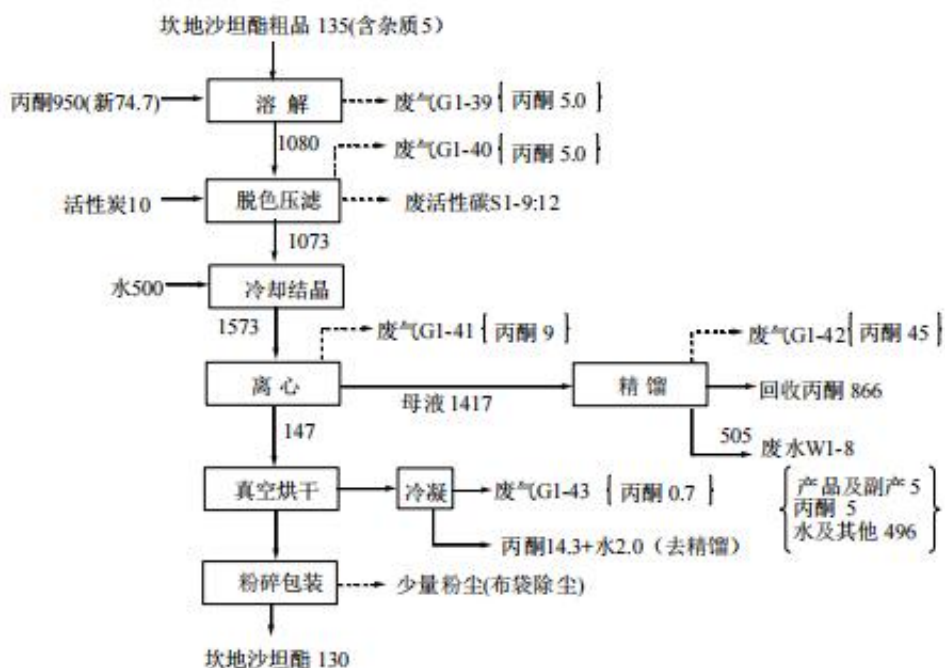 坎地沙坦酯粗品 135(含杂质5)
丙酮950(新74.7)
溶 解
废气G1-39 { 丙酮 5.0 }
1080
废气G1-40 { 丙酮 5.0 }
活性炭10
脱色压滤
废活性碳S1-9:12
1073
水500
冷却结晶
1573
废气G1-41 { 丙酮 9 }
废气G1-42 { 丙酮 45 }
离 心
母液 1417
精 馏
回收丙酮 866
147
505
废水W1-8
真空烘干
冷凝
废气G1-43 { 丙酮 0.7 }
产品及副产 5
丙酮 5
水及其他 496
丙酮14.3+水2.0（去精馏）
粉碎包装
少量粉尘(布袋除尘)
坎地沙坦酯 130